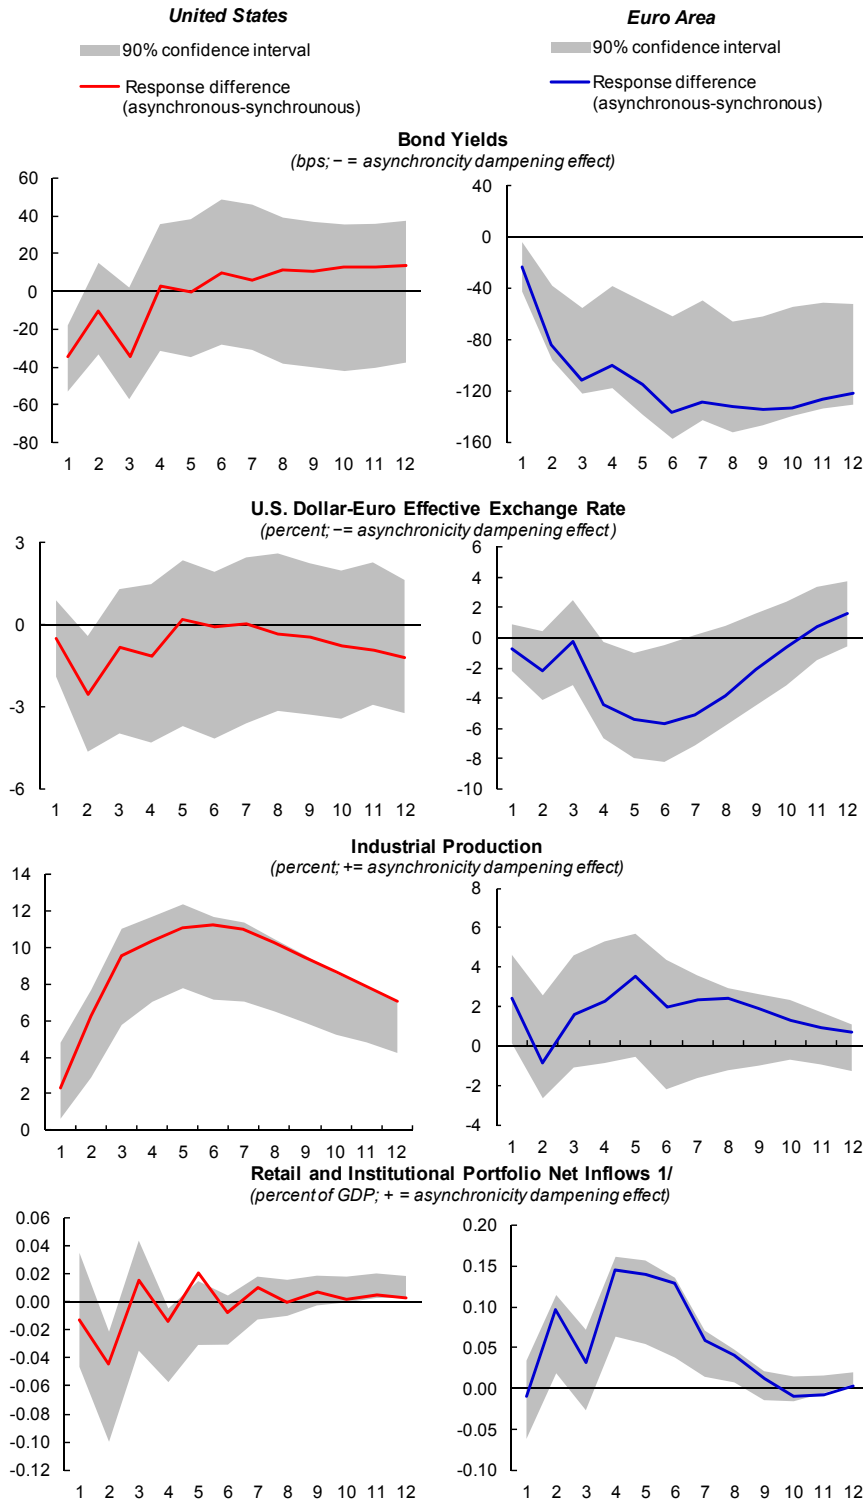 United States
90% confidence interval
Response difference
(asynchronous-synchrounous)
Euro Area
90% confidence interval
Response difference
(asynchronous-synchronous)
Bond Yields
(bps; − = asynchroncity dampening effect)
60
40
20
0
-20
-40
-60
-80
1 2 3 4 5 6 7 8 9 10 11 12
40
0
-40
-80
-120
-160
1 2 3 4 5 6 7 8 9 10 11 12
U.S. Dollar-Euro Effective Exchange Rate
(percent; −= asynchronicity dampening effect )
3
0
-3
-6
1 2 3 4 5 6 7 8 9 10 11 12
6
4
2
0
-2
-4
-6
-8
-10
1 2 3 4 5 6 7 8 9 10 11 12
Industrial Production
(percent; += asynchronicity dampening effect)
14
12
10
8
6
4
2
0
1 2 3 4 5 6 7 8 9 10 11 12
8
6
4
2
0
-2
-4
1 2 3 4 5 6 7 8 9 10 11 12
Retail and Institutional Portfolio Net Inflows 1/
(percent of GDP; + = asynchronicity dampening effect)
0.06
0.04
0.02
0.00
-0.02
-0.04
-0.06
-0.08
-0.10
-0.12
1 2 3 4 5 6 7 8 9 10 11 12
0.20
0.15
0.10
0.05
0.00
-0.05
-0.10
1 2 3 4 5 6 7 8 9 10 11 12